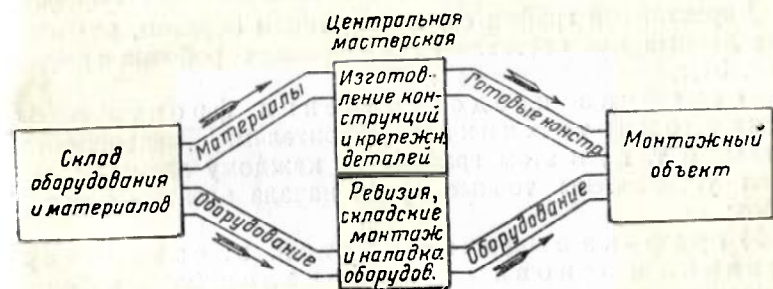 Центральная
мастерская
Изготов-
ление кон-
струкций
и крепежн.
деталей
Материалы
Готовые констр.
Склад
оборудования
и материалов
Монтажный
объект
Ревизия,
складские
монтаж
и наладка
оборудов.
Оборудование
Оборудование